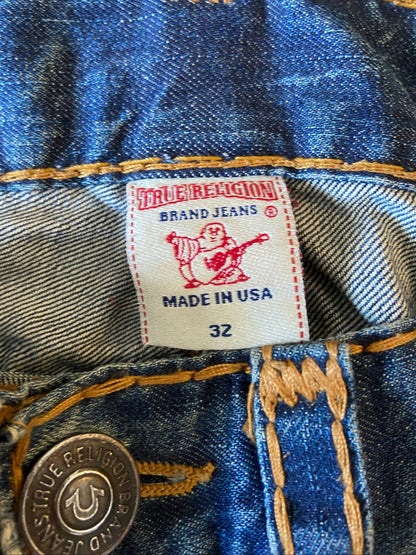 TRUE RELIGION
BRAND JEANS ®
MADE IN USA
32
TRUE RELIGION BRAND JEANS